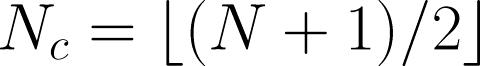 N_c = ⌊(N + 1)/2⌋